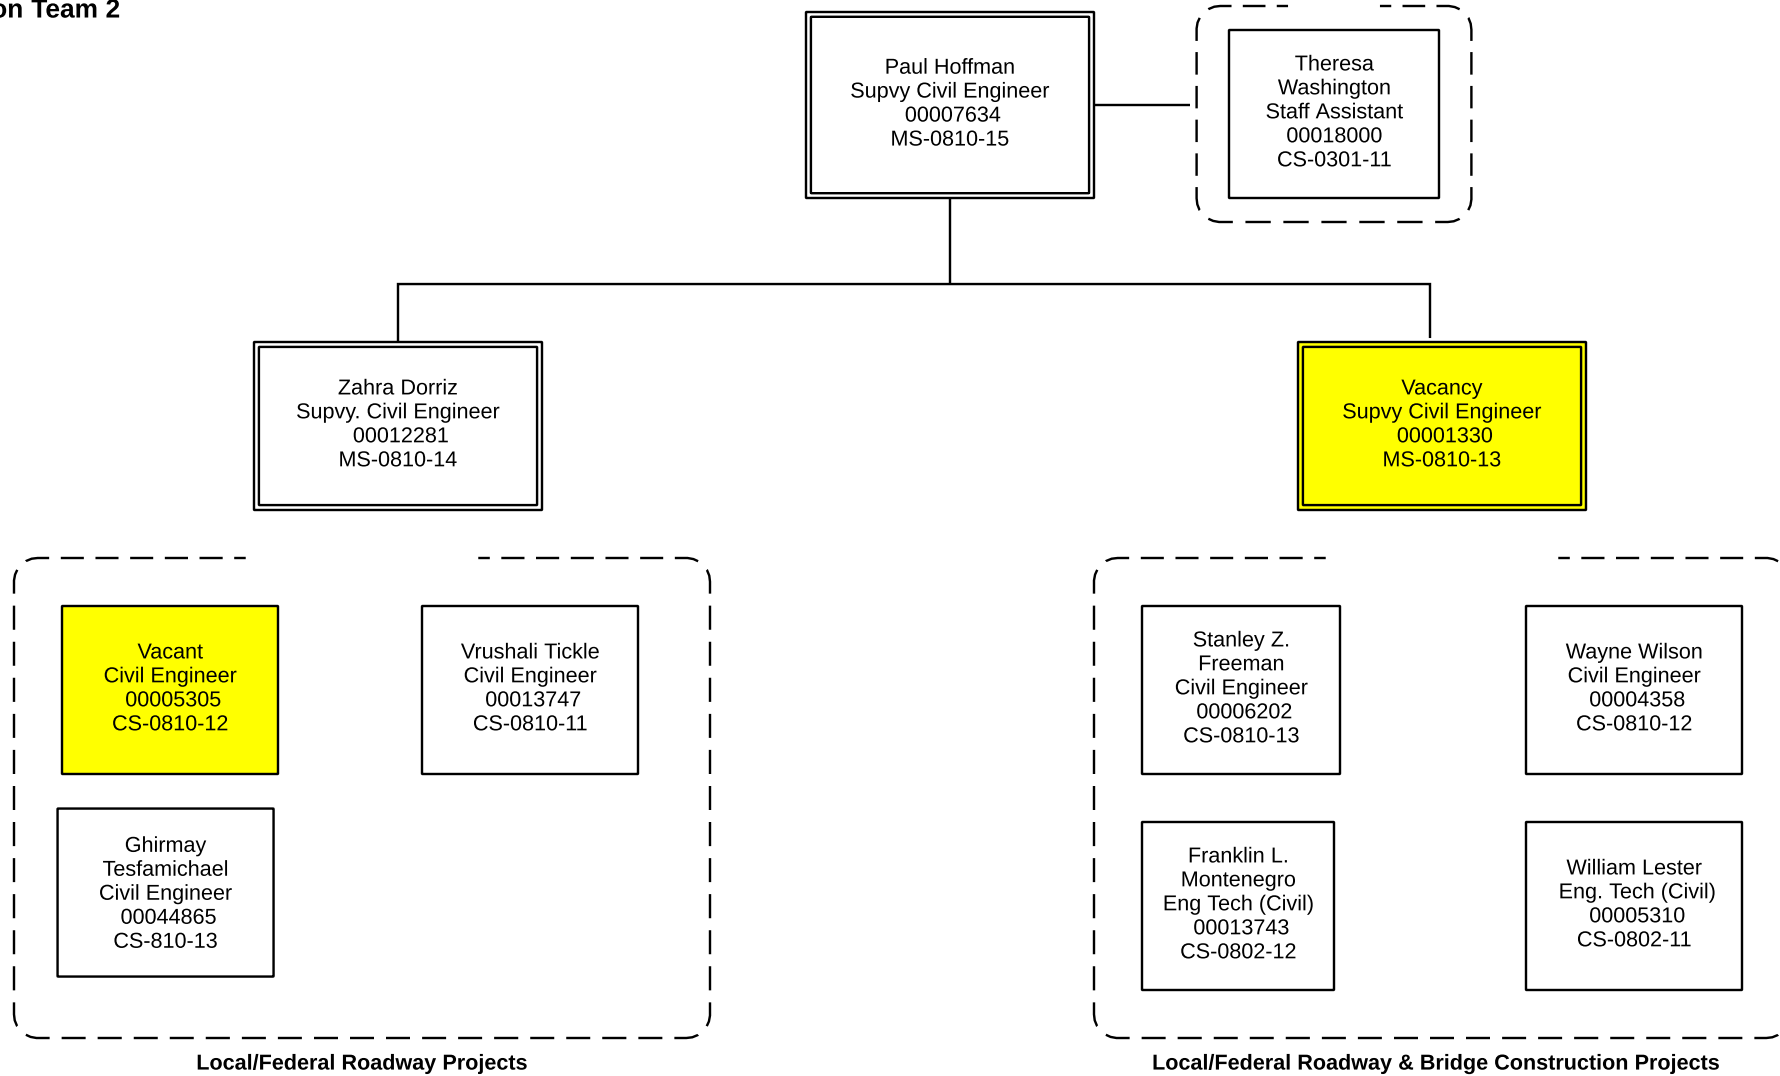 on Team 2
Paul Hoffman
Supvy Civil Engineer
00007634
MS-0810-15
Theresa
Washington
Staff Assistant
00018000
CS-0301-11
Zahra Dorriz
Supvy. Civil Engineer
00012281
MS-0810-14
Vacancy
Supvy Civil Engineer
00001330
MS-0810-13
Vacant
Civil Engineer
00005305
CS-0810-12
Vrushali Tickle
Civil Engineer
00013747
CS-0810-11
Ghirmay
Tesfamichael
Civil Engineer
00044865
CS-810-13
Local/Federal Roadway Projects
Stanley Z.
Freeman
Civil Engineer
00006202
CS-0810-13
Wayne Wilson
Civil Engineer
00004358
CS-0810-12
Franklin L.
Montenegro
Eng Tech (Civil)
00013743
CS-0802-12
William Lester
Eng. Tech (Civil)
00005310
CS-0802-11
Local/Federal Roadway & Bridge Construction Projects